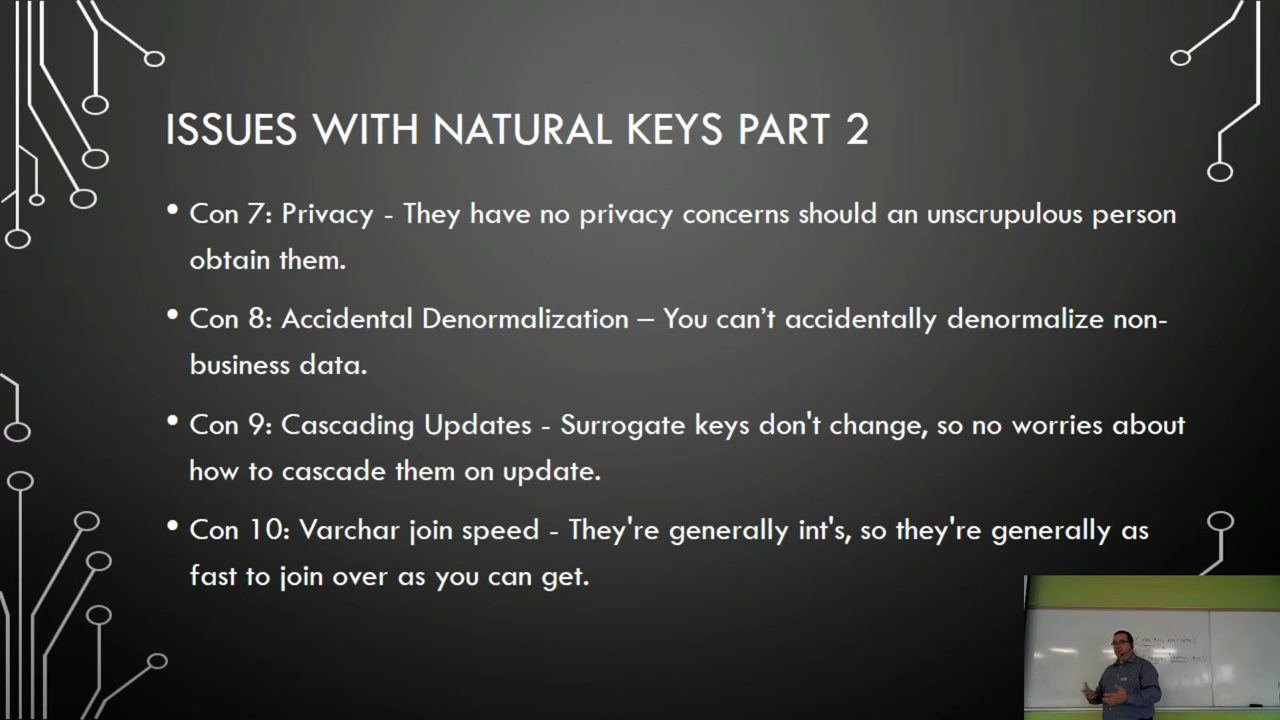 ISSUES WITH NATURAL KEYS PART 2
• Con 7: Privacy - They have no privacy concerns should an unscrupulous person
obtain them.
• Con 8: Accidental Denormalization – You can't accidentally denormalize non-
business data.
• Con 9: Cascading Updates - Surrogate keys don't change, so no worries about
how to cascade them on update.
• Con 10: Varchar join speed - They're generally int's, so they're generally as
fast to join over as you can get.